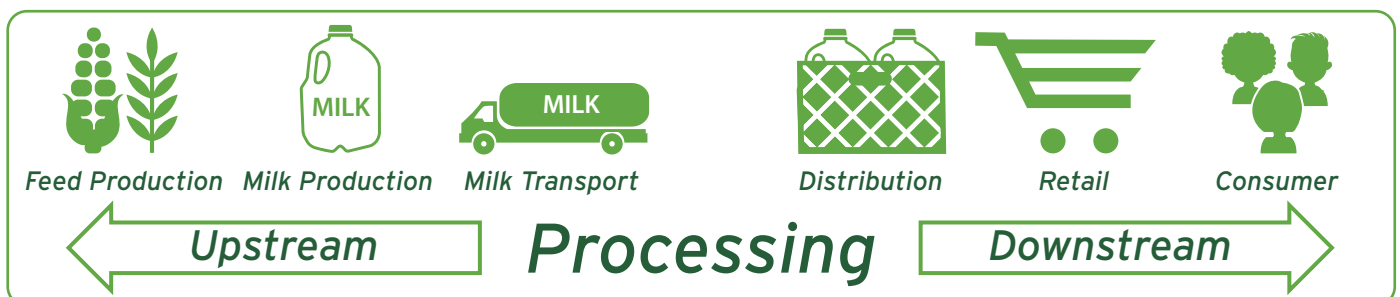 MILK
MILK
Feed Production Milk Production Milk Transport Distribution Retail Consumer
Upstream Processing Downstream